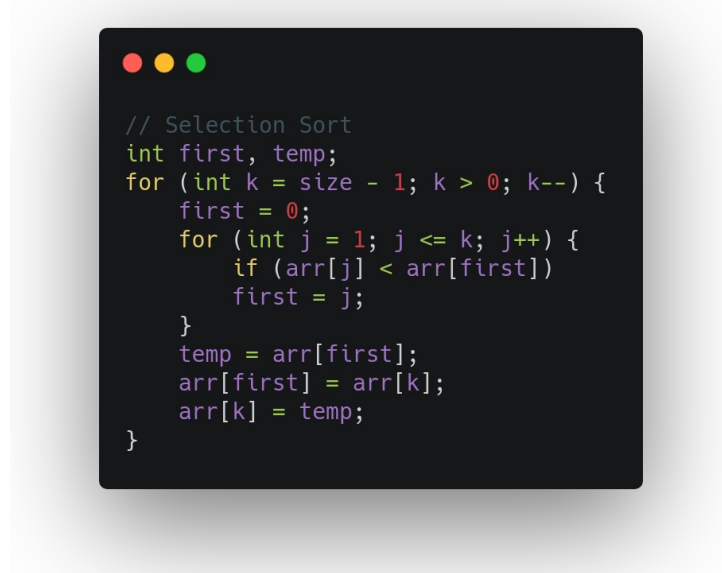 // Selection Sort
int first, temp;
for (int k = size - 1; k > 0; k--) {
    first = 0;
    for (int j = 1; j <= k; j++) {
        if (arr[j] < arr[first])
        first = j;
    }
    temp = arr[first];
    arr[first] = arr[k];
    arr[k] = temp;
}